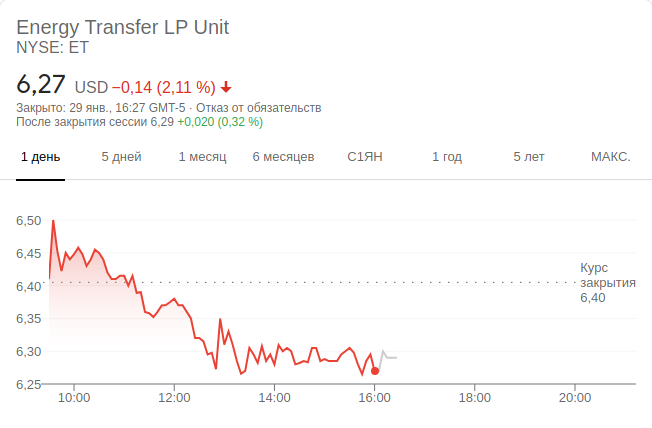 Energy Transfer LP Unit
NYSE: ET
6,27 USD −0,14 (2,11 %)
Закрыто: 29 янв., 16:27 GMT-5 · Отказ от обязательств
После закрытия сессии 6,29 +0,020 (0,32 %)
1 день 5 дней 1 месяц 6 месяцев С1ЯН 1 год 5 лет МАКС.
6,50
6,45
6,40
6,35
6,30
6,25
Курс
закрытия
6,40
10:00 12:00 14:00 16:00 18:00 20:00